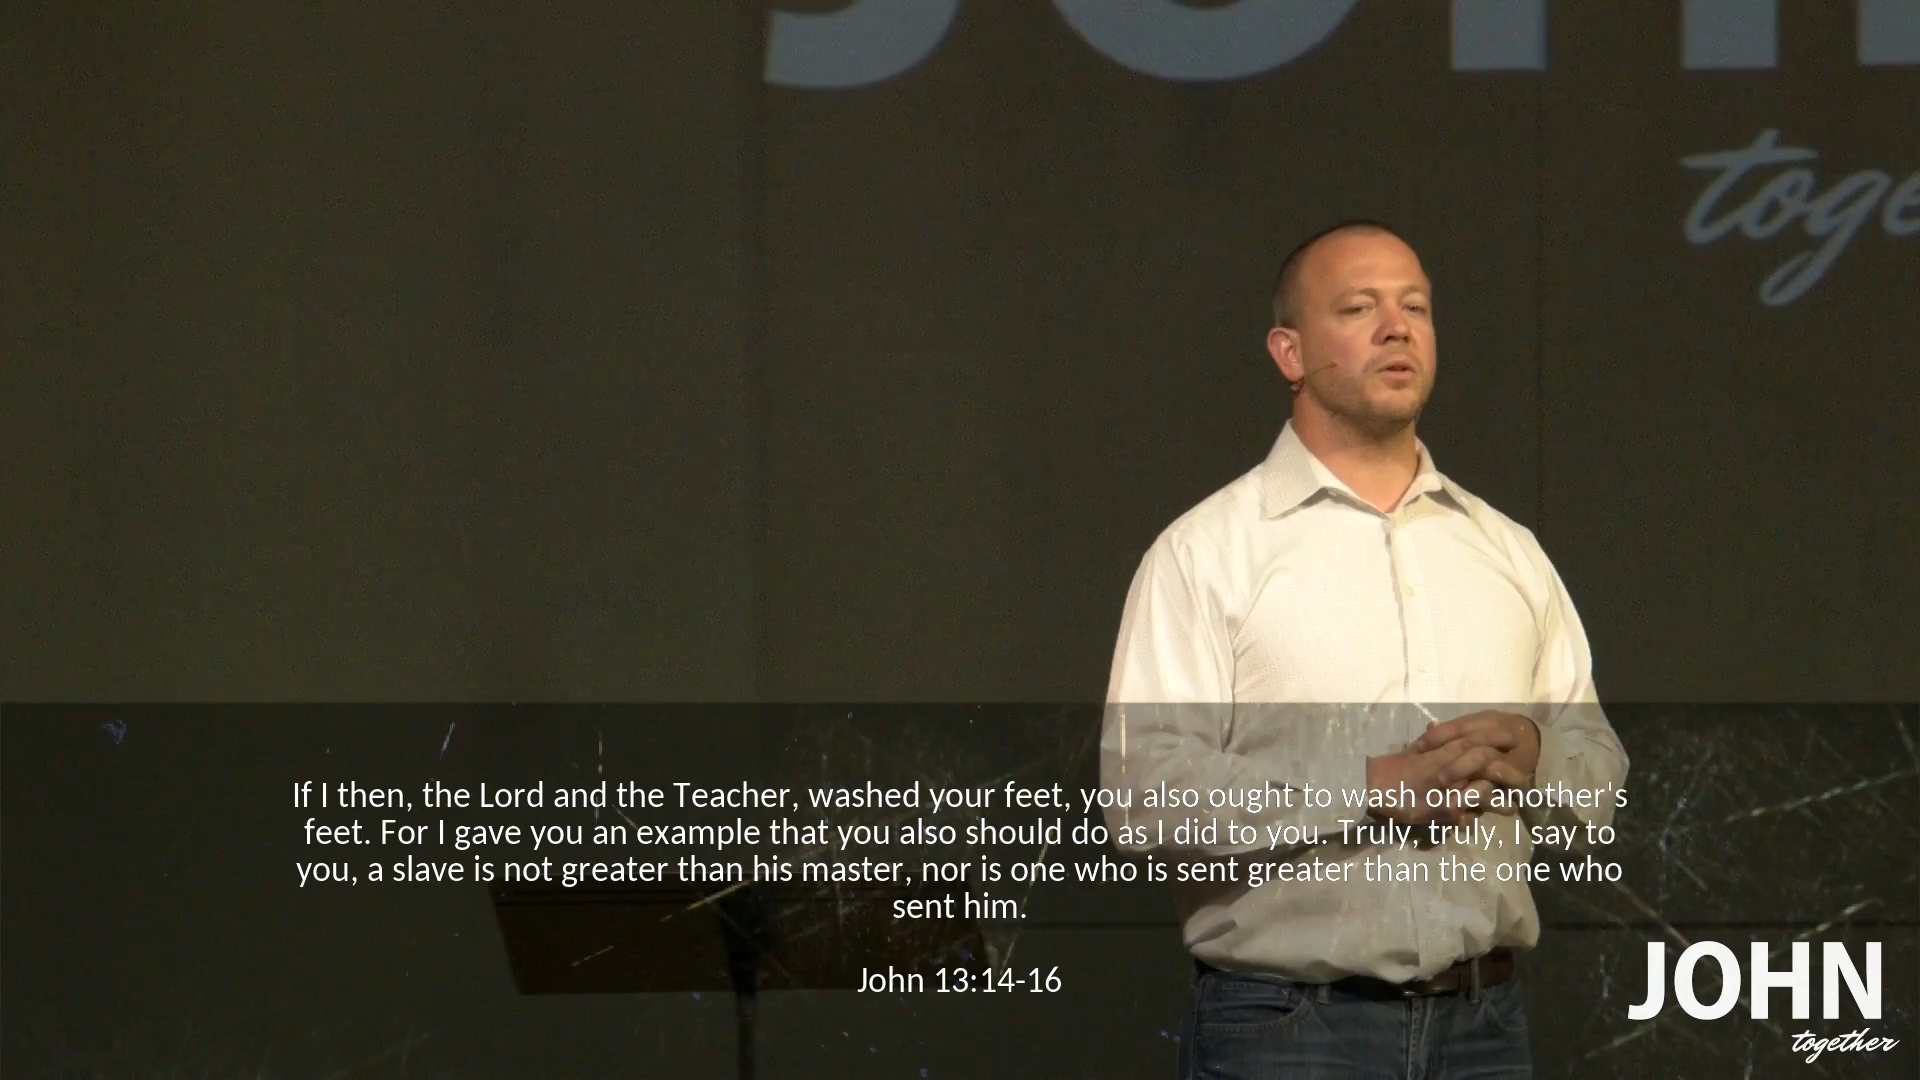 JOHN
toge
If I then, the Lord and the Teacher, washed your feet, you also ought to wash one another's
feet. For I gave you an example that you also should do as I did to you. Truly, truly, I say to
you, a slave is not greater than his master, nor is one who is sent greater than the one who
sent him.
John 13:14-16
JOHN
together